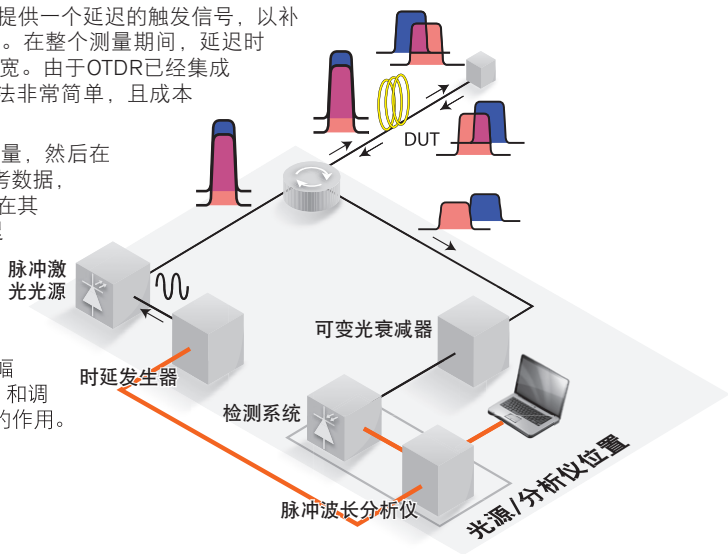 提供一个延迟的触发信号，以补
。在整个测量期间，延迟时
宽。由于OTDR已经集成
法非常简单，且成本
量，然后在
考数据，
在其
DUT
脉冲激
光光源
可变光衰减器
时延发生器
幅
和调
的作用。
检测系统
脉冲波长分析仪
光源/分析仪位置